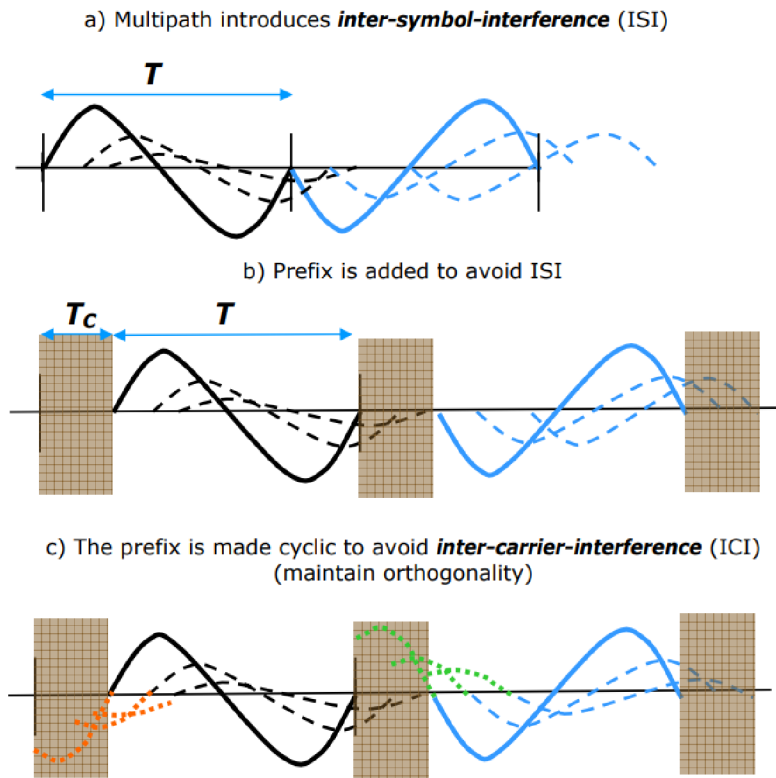 a) Multipath introduces inter-symbol-interference (ISI)
T
b) Prefix is added to avoid ISI
TC T
c) The prefix is made cyclic to avoid inter-carrier-interference (ICI)
(maintain orthogonality)